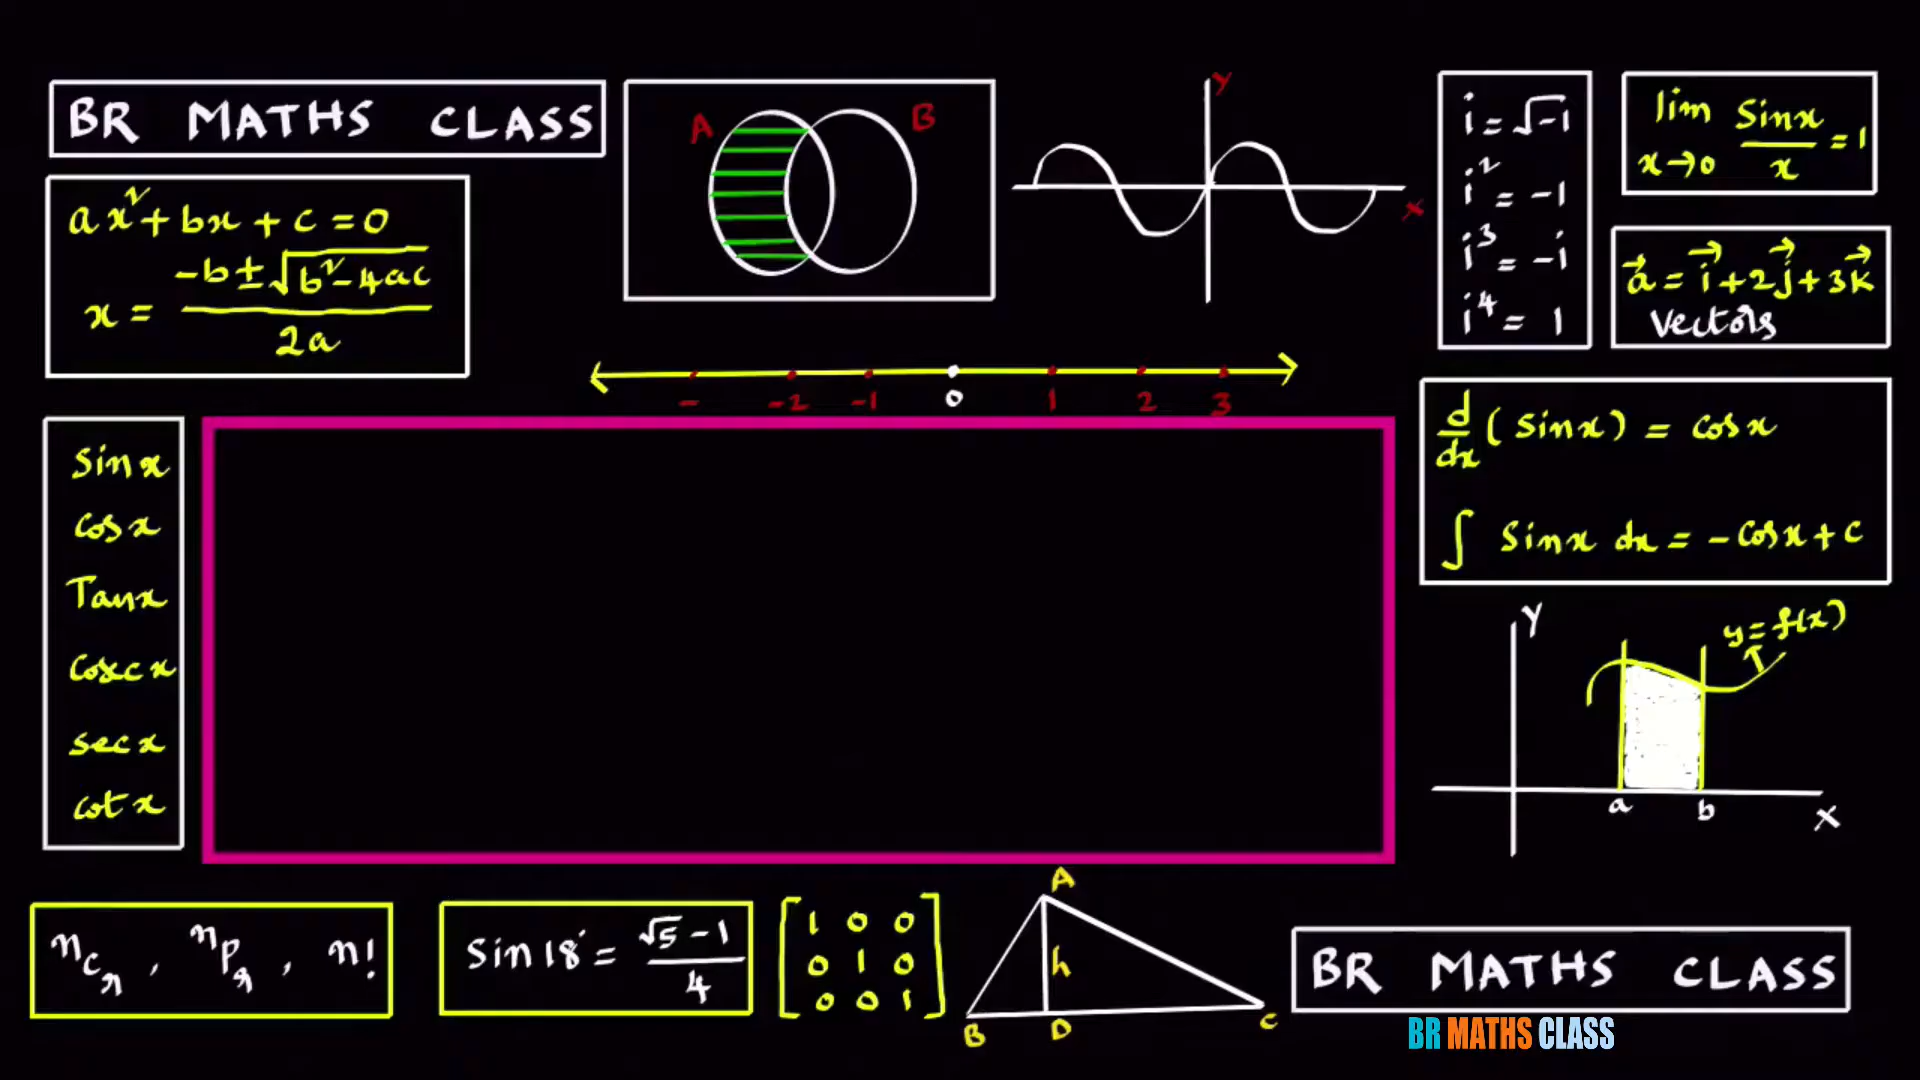 BR MATHS CLASS
ax²+bx+c=0
x = (-b±√(b²-4ac))/2a
A B
Y
X
i=√-1
i²=-1
i³=-i
i⁴=1
lim x→0 Sinx/x =1
a⃗=i⃗+2j⃗+3k⃗
Vectors
- -2 -1 0 1 2 3
Sinx
Cosx
Tanx
Cosecx
secx
cotx
d/dx(Sinx)=Cosx
∫ Sinx dx=-Cosx+c
Y
y=f(x)
a b
X
nCr, nPr, n!
Sin18°=(√5-1)/4
1 0 0
0 1 0
0 0 1
A
h
B D C
BR MATHS CLASS
BR MATHS CLASS